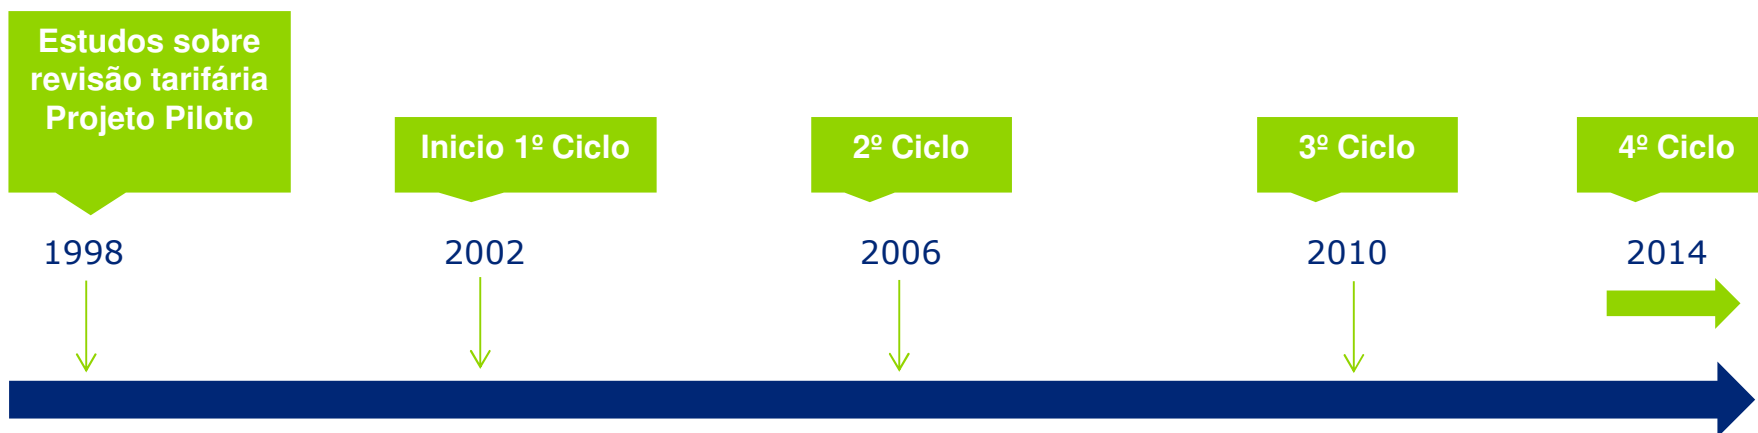 Estudos sobre
revisão tarifária
Projeto Piloto
Inicio 1º Ciclo
2º Ciclo
3º Ciclo
4º Ciclo
1998
2002
2006
2010
2014